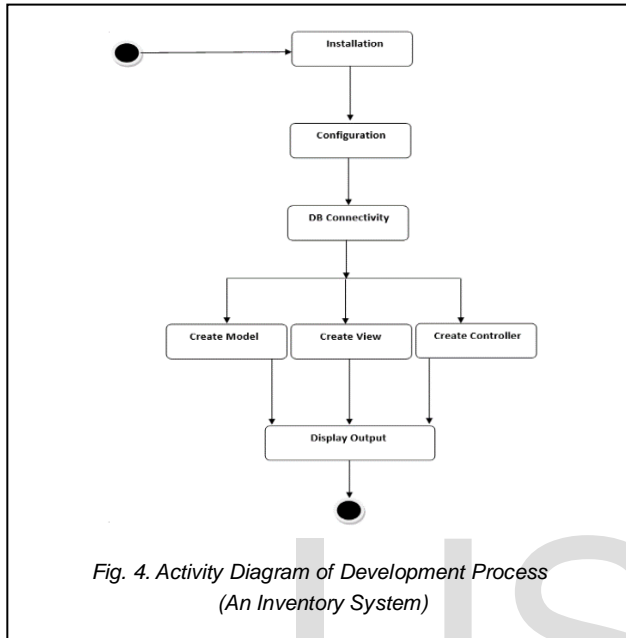 Installation
Configuration
DB Connectivity
Create Model
Create View
Create Controller
Display Output
Fig. 4. Activity Diagram of Development Process
(An Inventory System)